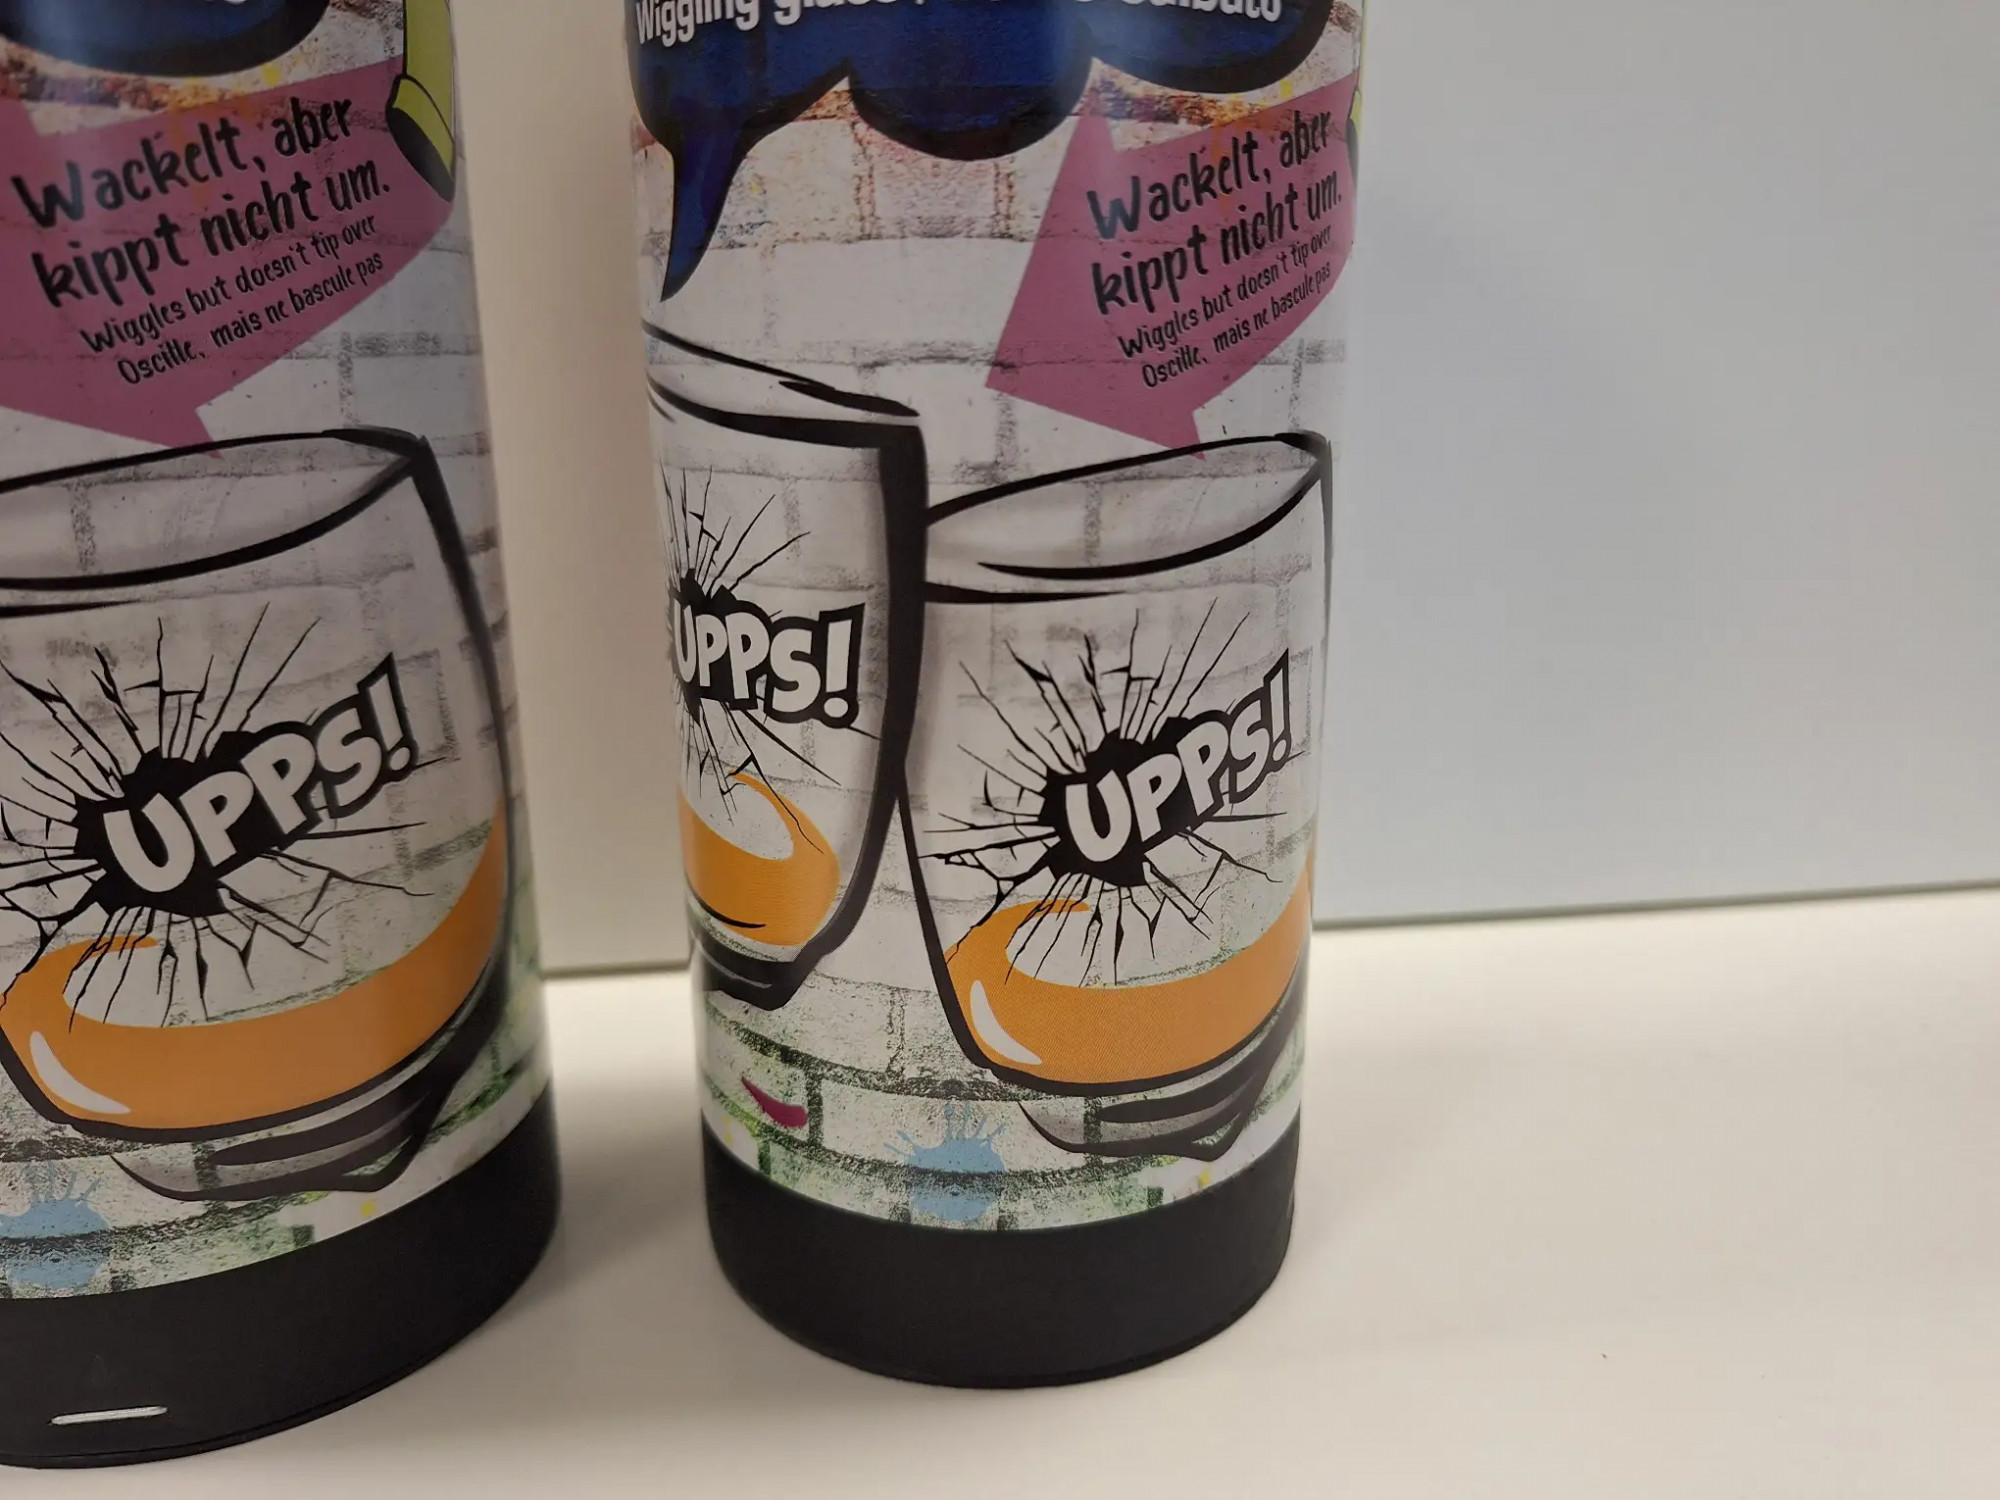 Wackelt, aber
kippt nicht um.
Wiggles but doesn't tip over
Oscille, mais ne bascule pas
UPPS!
Wiggling
Wackelt, aber
kippt nicht um.
Wiggles but doesn't tip over
Oscille, mais ne bascule pas
UPPS!
UPPS!